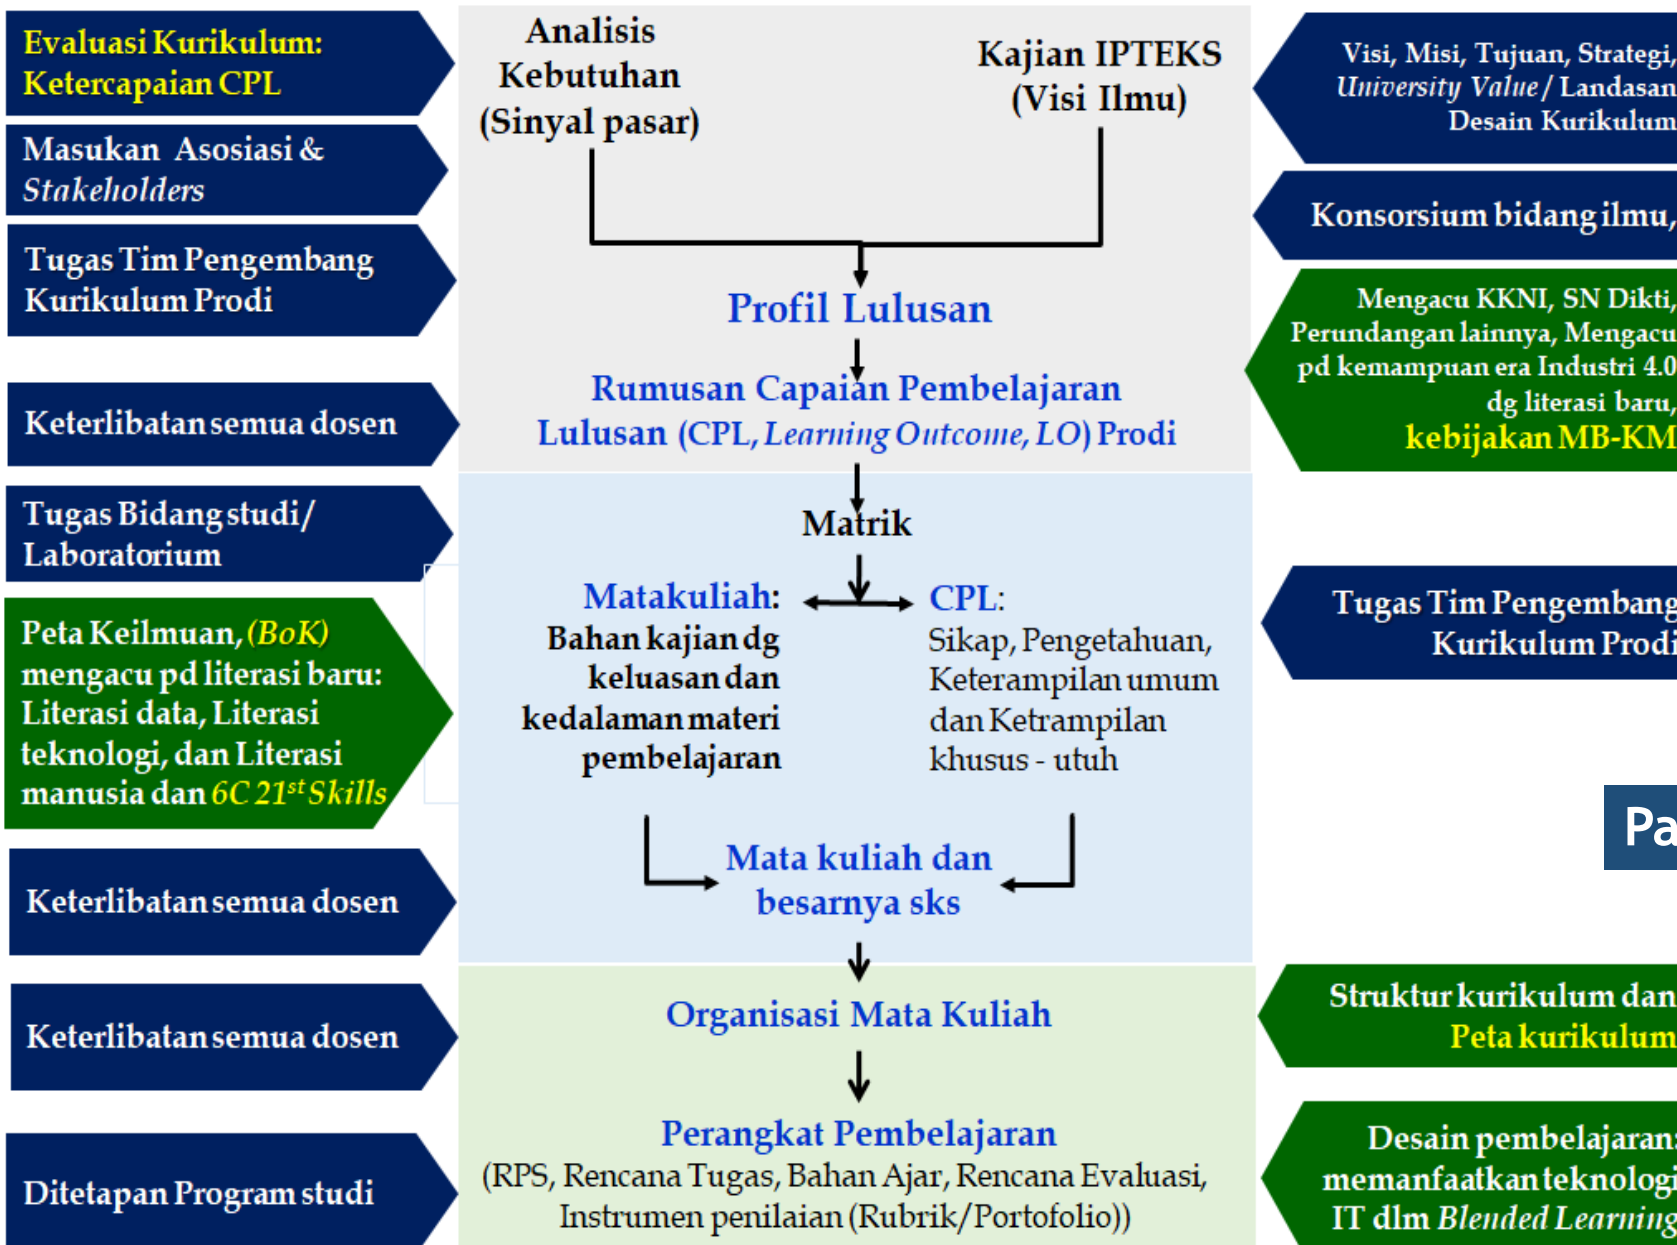 Evaluasi Kurikulum:
Ketercapaian CPL
Masukan Asosiasi &
Stakeholders
Tugas Tim Pengembang
Kurikulum Prodi
Keterlibatan semua dosen
Tugas Bidang studi/
Laboratorium
Peta Keilmuan, (BoK)
mengacu pd literasi baru:
Literasi data, Literasi
teknologi, dan Literasi
manusia dan 6C 21st Skills
Keterlibatan semua dosen
Keterlibatan semua dosen
Ditetapan Program studi
Analisis
Kebutuhan
(Sinyal pasar)
Kajian IPTEKS
(Visi Ilmu)
Profil Lulusan
Rumusan Capaian Pembelajaran
Lulusan (CPL, Learning Outcome, LO) Prodi
Matrik
Matakuliah:
Bahan kajian dg
keluasan dan
kedalaman materi
pembelajaran
CPL:
Sikap, Pengetahuan,
Keterampilan umum
dan Ketrampilan
khusus - utuh
Mata kuliah dan
besarnya sks
Organisasi Mata Kuliah
Perangkat Pembelajaran
(RPS, Rencana Tugas, Bahan Ajar, Rencana Evaluasi,
Instrumen penilaian (Rubrik/Portofolio))
Visi, Misi, Tujuan, Strategi,
University Value / Landasan
Desain Kurikulum
Konsorsium bidang ilmu,
Mengacu KKNI, SN Dikti,
Perundangan lainnya, Mengacu
pd kemampuan era Industri 4.0
dg literasi baru,
kebijakan MB-KM
Tugas Tim Pengembang
Kurikulum Prodi
Pa
Struktur kurikulum dan
Peta kurikulum
Desain pembelajaran:
memanfaatkan teknologi
IT dlm Blended Learning